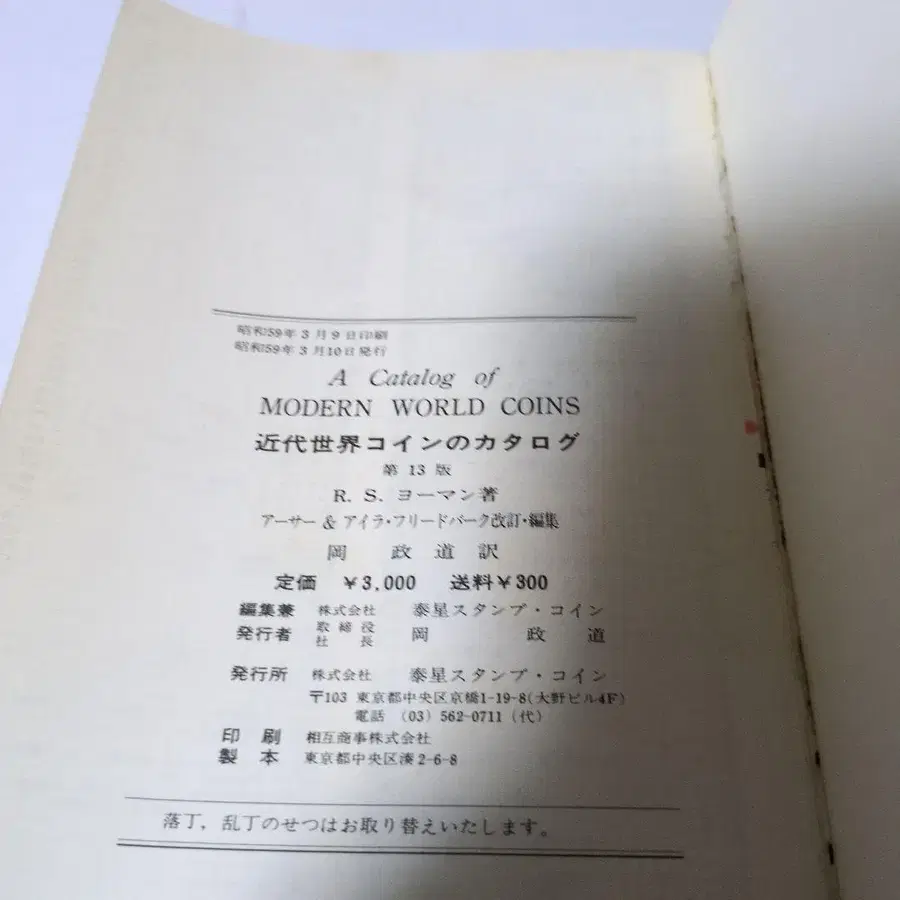 昭和59年3月9日印刷
昭和59年3月10日発行
A Catalog of
MODERN WORLD COINS
近代世界コインのカタログ
第13版
R. S. ヨーマン著
アーサー & アイラ・フリードバーク改訂・編集
岡 政道訳
定価 ¥3,000 送料¥300
編集兼 株式会社 泰星スタンプ・コイン
発行者 取締役社長 岡 政道
発行所 株式会社 泰星スタンプ・コイン
〒103 東京都中央区京橋1-19-8(大野ビル4F)
電話 (03) 562-0711 (代)
印刷 相互商事株式会社
製本 東京都中央区湊2-6-8
落丁,乱丁のせつはお取り替えいたします。